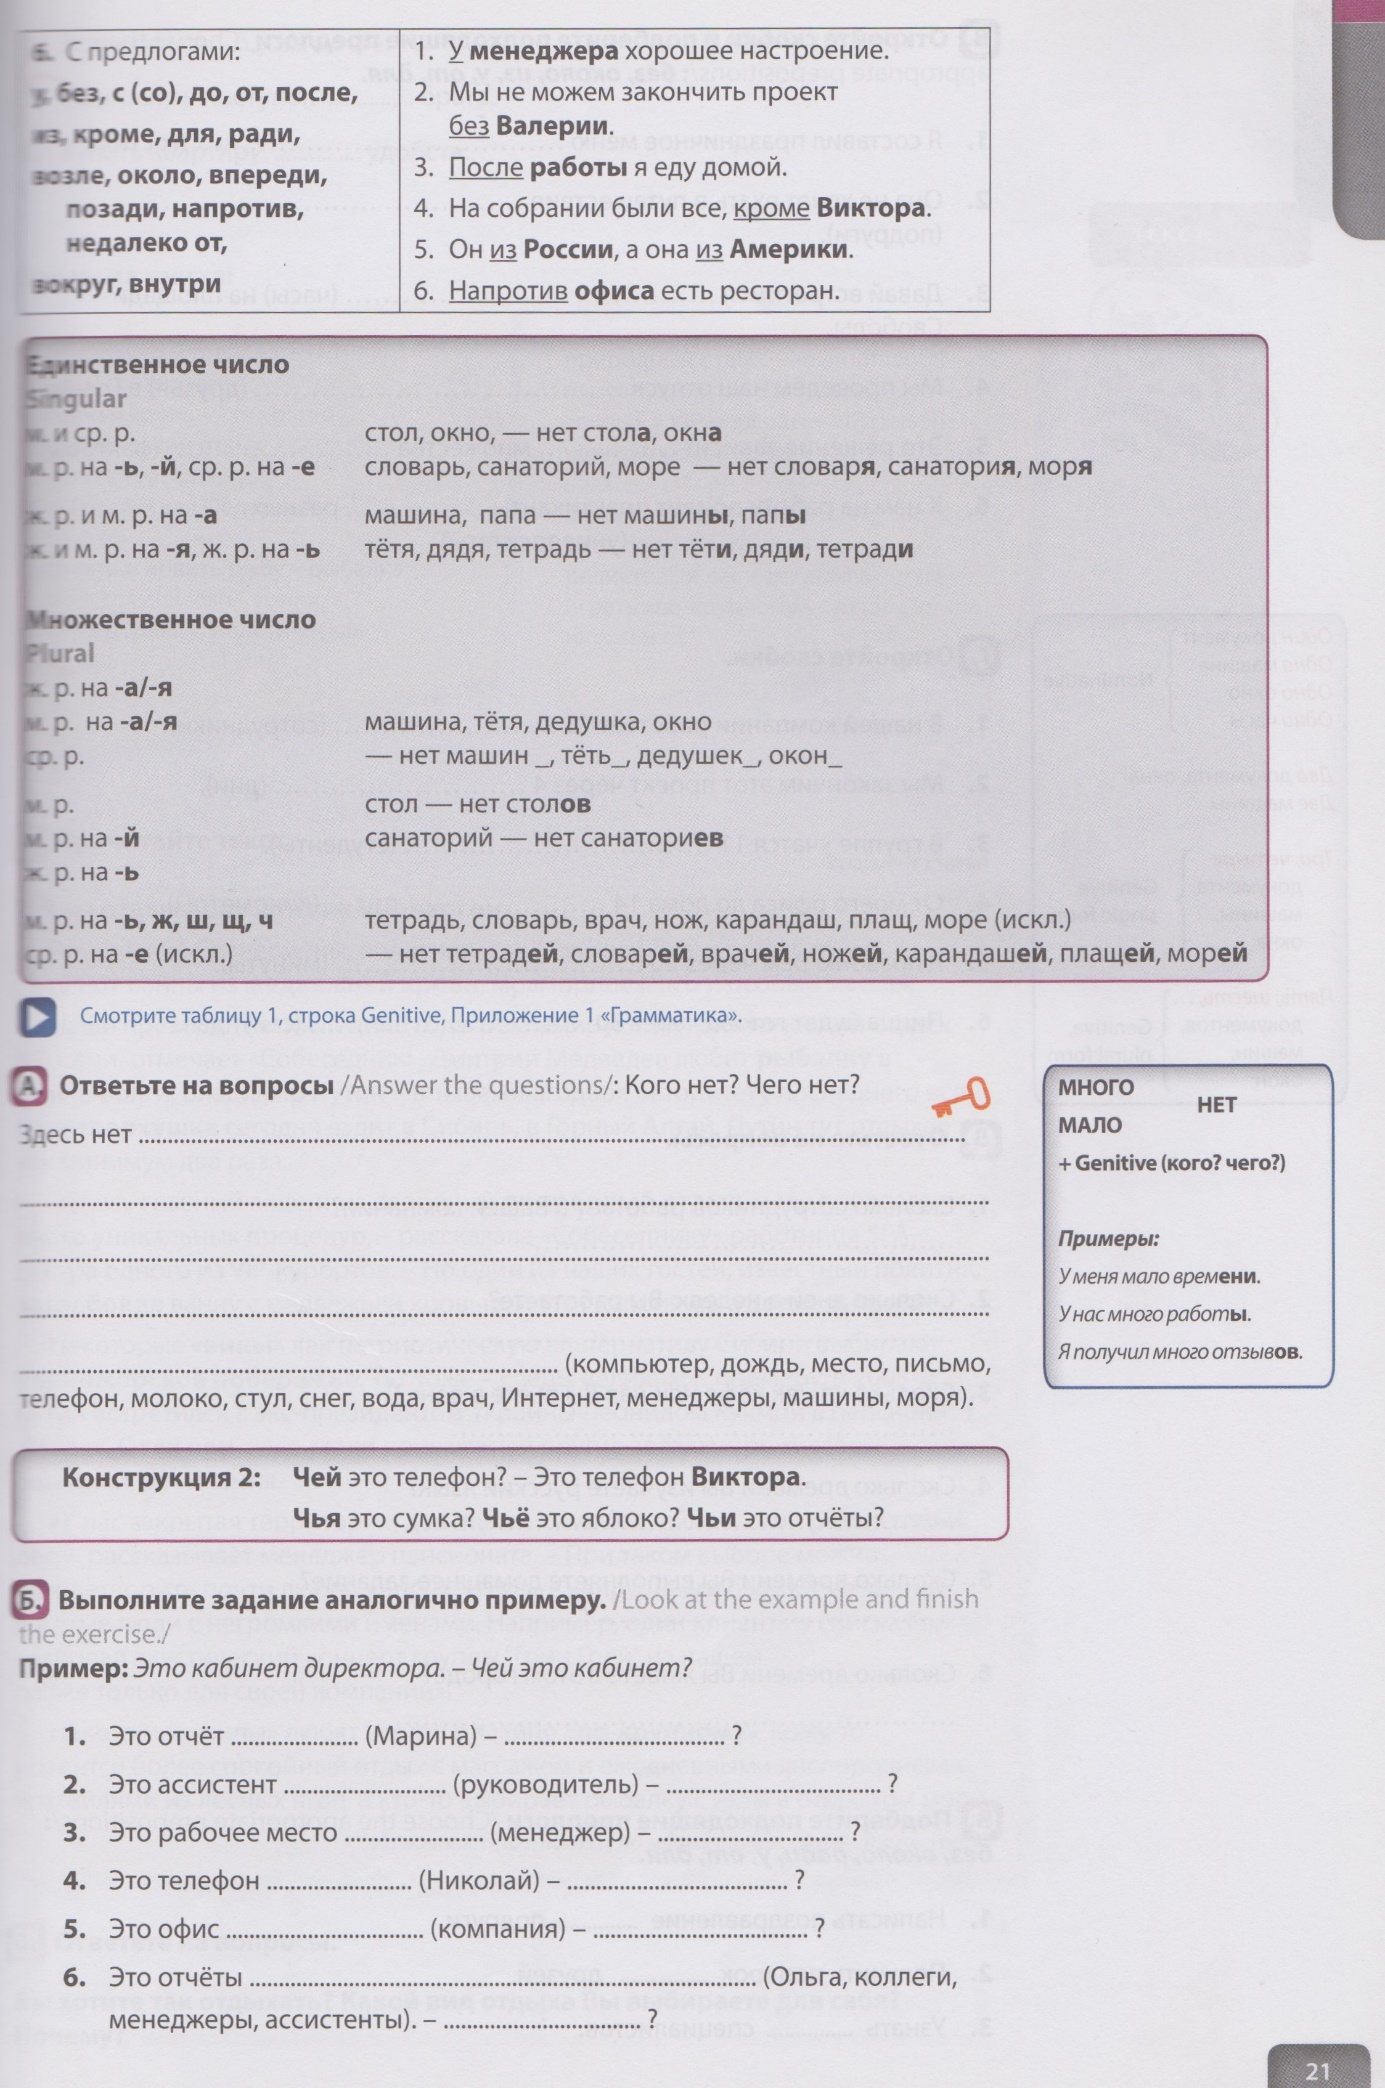 6. С предлогами:
у, без, с (со), до, от, после,
из, кроме, для, ради,
возле, около, впереди,
позади, напротив,
недалеко от,
вокруг, внутри
1. У менеджера хорошее настроение.
2. Мы не можем закончить проект
без Валерии.
3. После работы я еду домой.
4. На собрании были все, кроме Виктора.
5. Он из России, а она из Америки.
6. Напротив офиса есть ресторан.
Единственное число
Singular
м. и ср. р. стол, окно, — нет стола, окна
м. р. на -ь, -й, ср. р. на -е словарь, санаторий, море — нет словаря, санатория, моря
ж. р. и м. р. на -а машина, папа — нет машины, папы
ж. и м. р. на -я, ж. р. на -ь тётя, дядя, тетрадь — нет тёти, дяди, тетради
Множественное число
Plural
ж. р. на -а/-я
м. р. на -а/-я машина, тётя, дедушка, окно
ср. р. — нет машин _, тёть_, дедушек_, окон_
м. р. стол — нет столов
м. р. на -й санаторий — нет санаториев
ж. р. на -ь
м. р. на -ь, ж, ш, щ, ч тетрадь, словарь, врач, нож, карандаш, плащ, море (искл.)
ср. р. на -е (искл.) — нет тетрадей, словарей, врачей, ножей, карандашей, плащей, морей
Смотрите таблицу 1, строка Genitive, Приложение 1 «Грамматика».
А. Ответьте на вопросы /Answer the questions/: Кого нет? Чего нет?
Здесь нет ....................
....................
....................
....................
.................... (компьютер, дождь, место, письмо,
телефон, молоко, стул, снег, вода, врач, Интернет, менеджеры, машины, моря).
МНОГО
НЕТ
МАЛО
+ Genitive (кого? чего?)
Примеры:
У меня мало времени.
У нас много работы.
Я получил много отзывов.
Конструкция 2: Чей это телефон? – Это телефон Виктора.
Чья это сумка? Чьё это яблоко? Чьи это отчёты?
Б. Выполните задание аналогично примеру. /Look at the example and finish
the exercise./
Пример: Это кабинет директора. – Чей это кабинет?
1. Это отчёт .................... (Марина) – .................... ?
2. Это ассистент .................... (руководитель) – .................... ?
3. Это рабочее место .................... (менеджер) – .................... ?
4. Это телефон .................... (Николай) – .................... ?
5. Это офис .................... (компания) – .................... ?
6. Это отчёты .................... (Ольга, коллеги,
менеджеры, ассистенты). – .................... ?
21